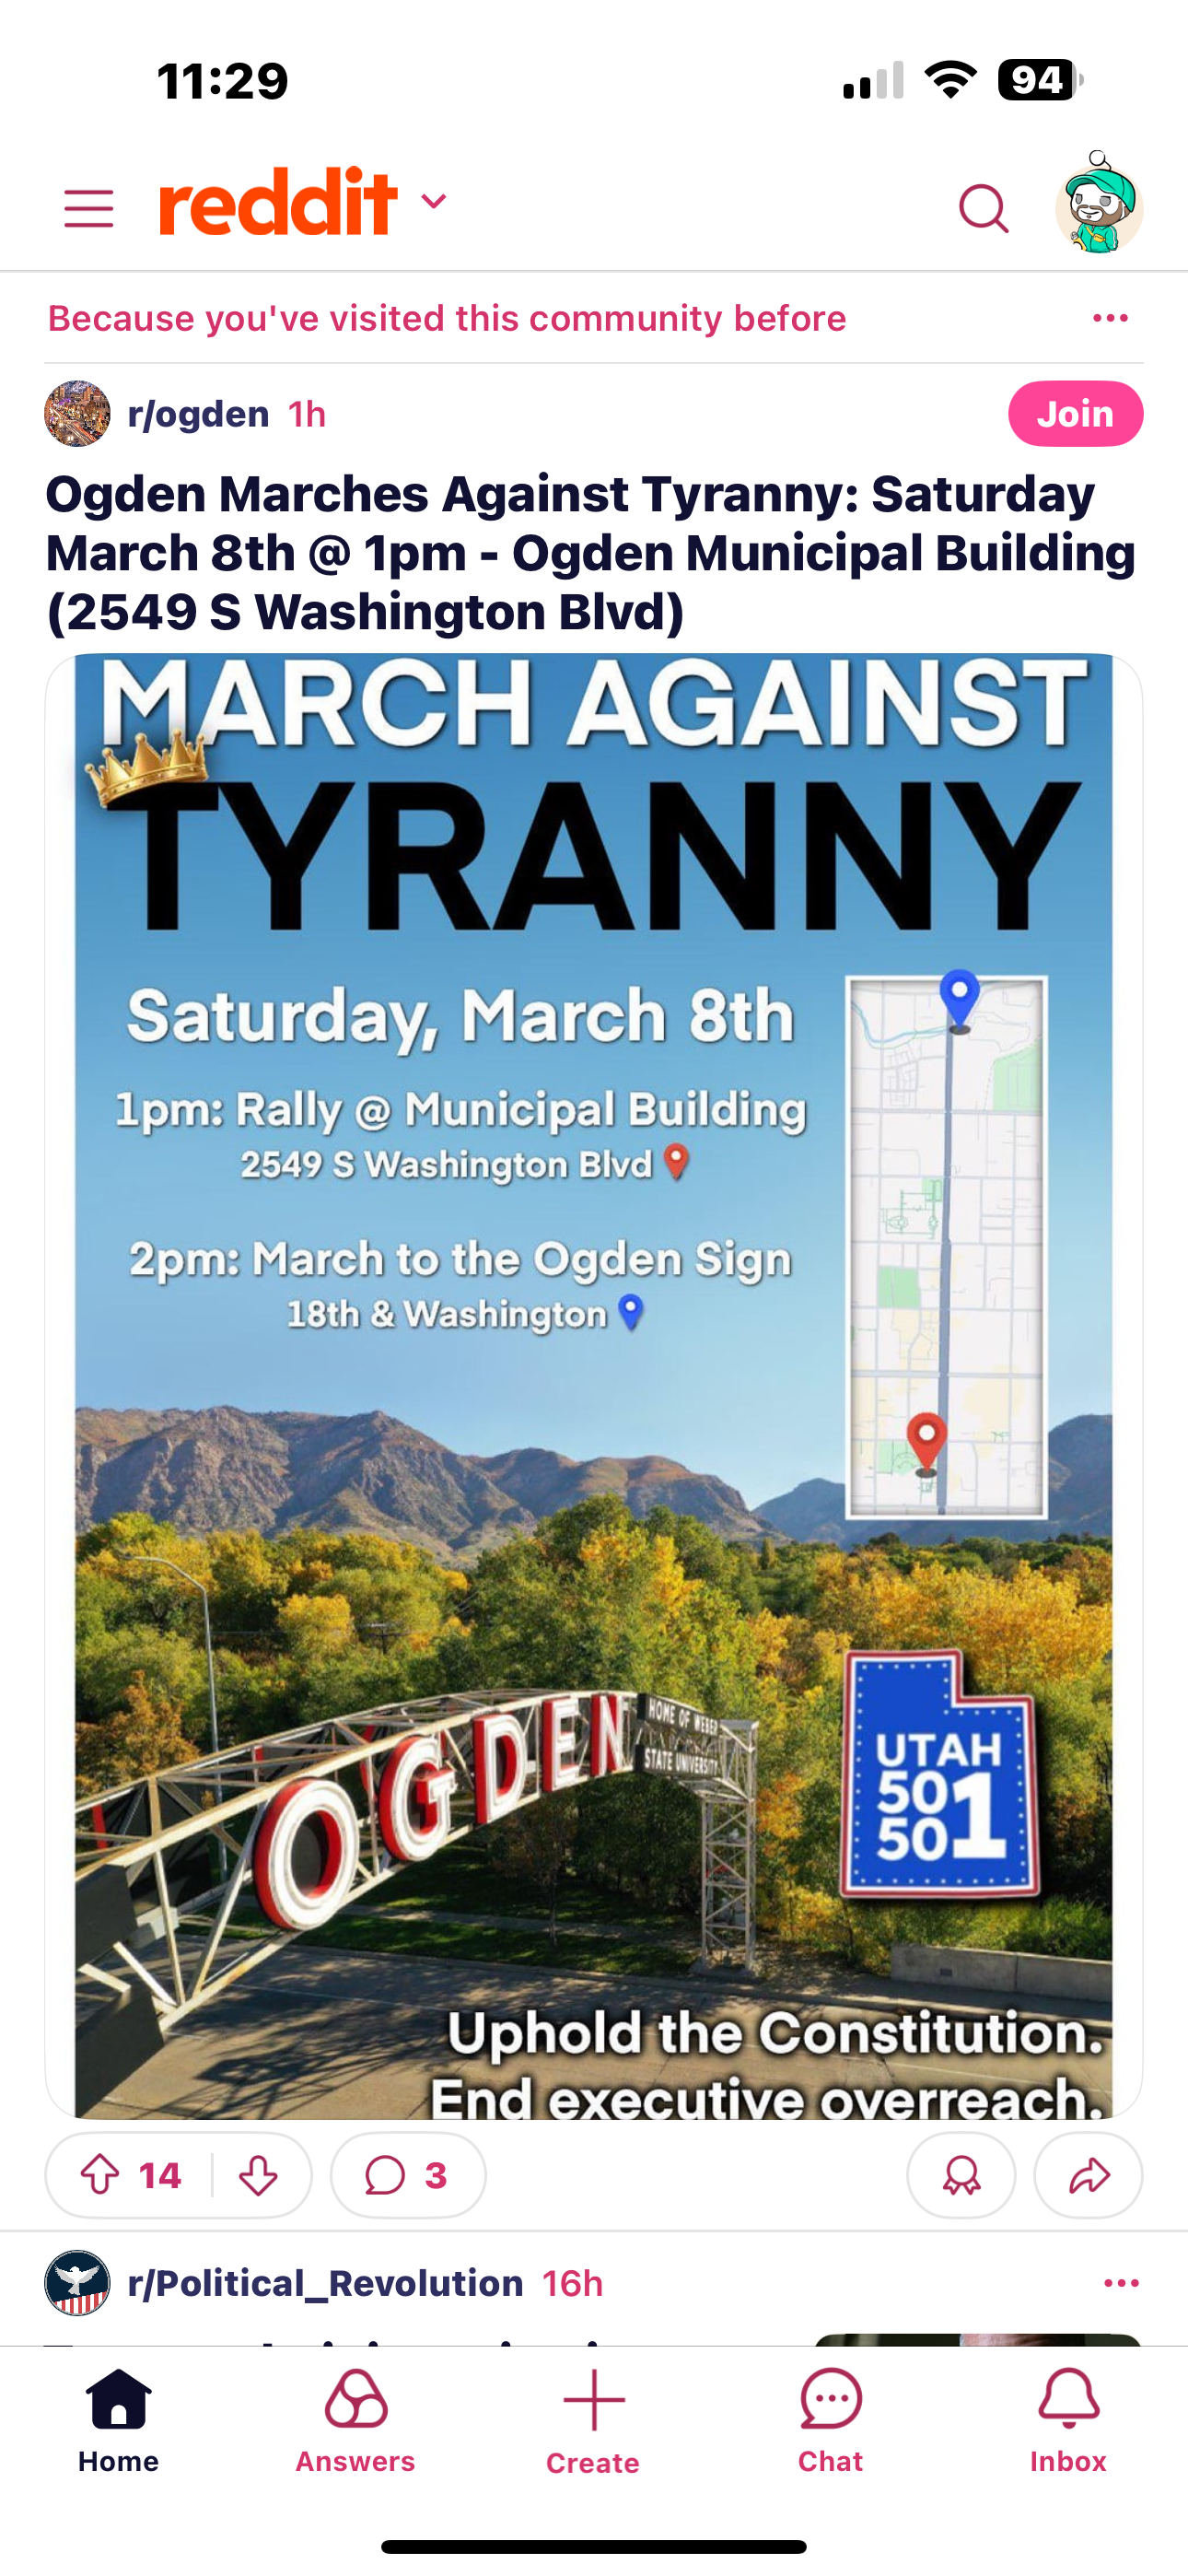 11:29
94
reddit
Because you've visited this community before
r/ogden 1h
Join
Ogden Marches Against Tyranny: Saturday
March 8th @ 1pm - Ogden Municipal Building
(2549 S Washington Blvd)
MARCH AGAINST
TYRANNY
Saturday, March 8th
1pm: Rally @ Municipal Building
2549 S Washington Blvd
2pm: March to the Ogden Sign
18th & Washington
OGDEN
HOME OF WEBER
STATE UNIVERSITY
UTAH
50
501
Uphold the Constitution.
End executive overreach.
14
3
r/Political_Revolution 16h
Home
Answers
Create
Chat
Inbox